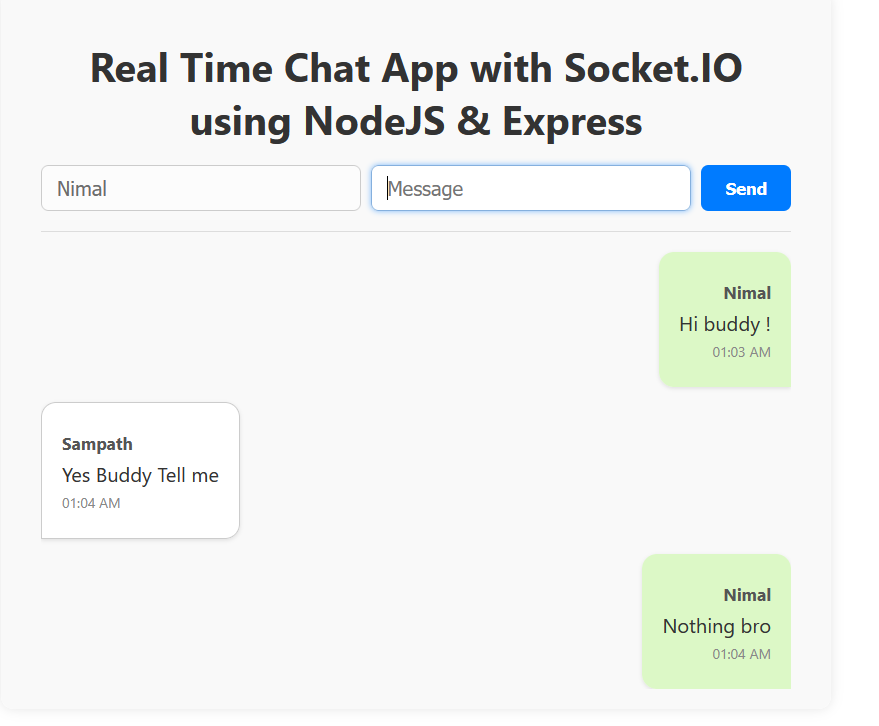 Real Time Chat App with Socket.IO
using NodeJS & Express
Nimal
Message
Send
Nimal
Hi buddy !
01:03 AM
Sampath
Yes Buddy Tell me
01:04 AM
Nimal
Nothing bro
01:04 AM